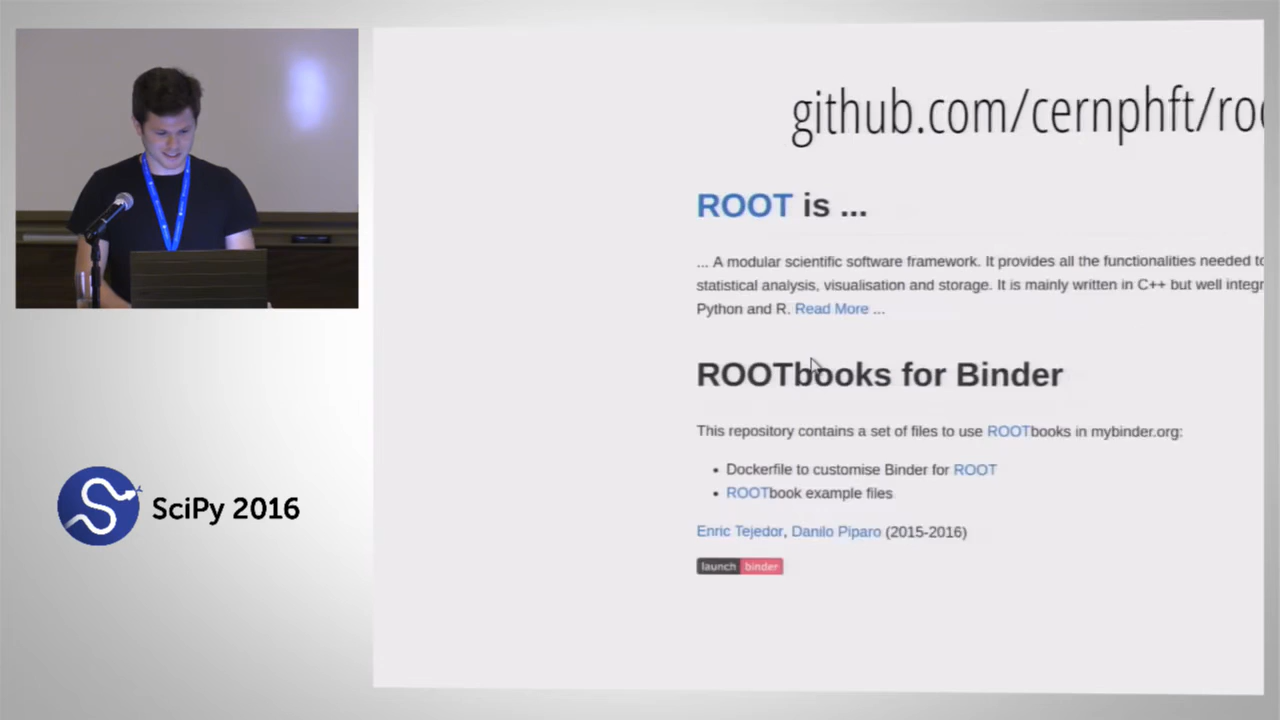 github.com/cernphft/roo
ROOT is ...
... A modular scientific software framework. It provides all the functionalities needed to
statistical analysis, visualisation and storage. It is mainly written in C++ but well integr
Python and R. Read More ...
ROOTbooks for Binder
This repository contains a set of files to use ROOTbooks in mybinder.org:
• Dockerfile to customise Binder for ROOT
• ROOTbook example files
Enric Tejedor, Danilo Piparo (2015-2016)
launch binder
SciPy 2016